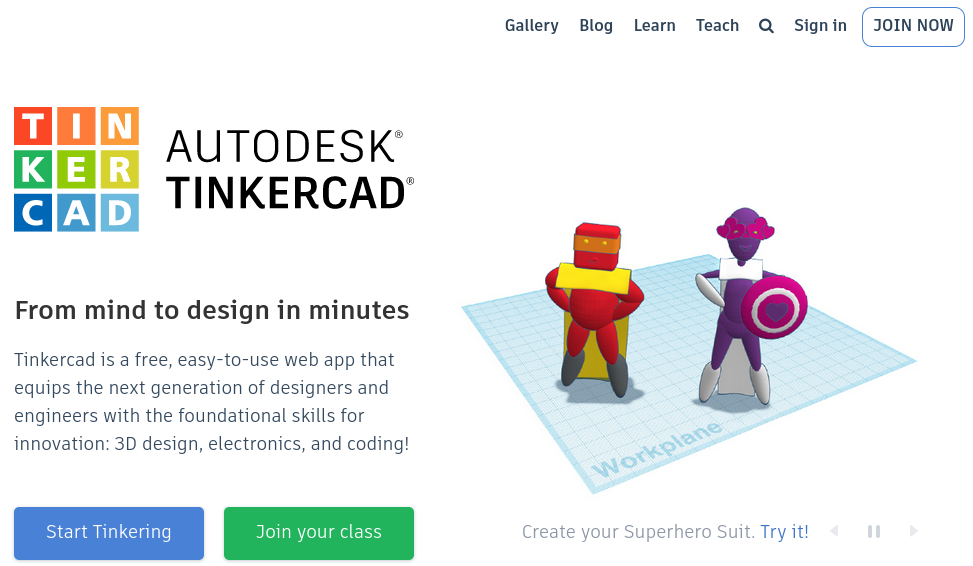 Gallery Blog Learn Teach Sign in JOIN NOW
TIN
KER
CAD
AUTODESK®
TINKERCAD®
From mind to design in minutes
Tinkercad is a free, easy-to-use web app that
equips the next generation of designers and
engineers with the foundational skills for
innovation: 3D design, electronics, and coding!
Start Tinkering
Join your class
Workplane
Create your Superhero Suit. Try it!